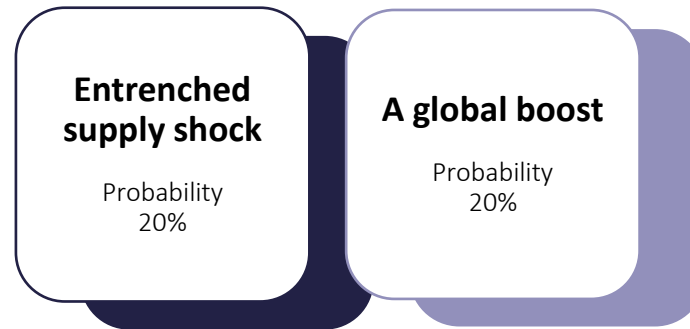 Entrenched
supply shock
Probability
20%
A global boost
Probability
20%